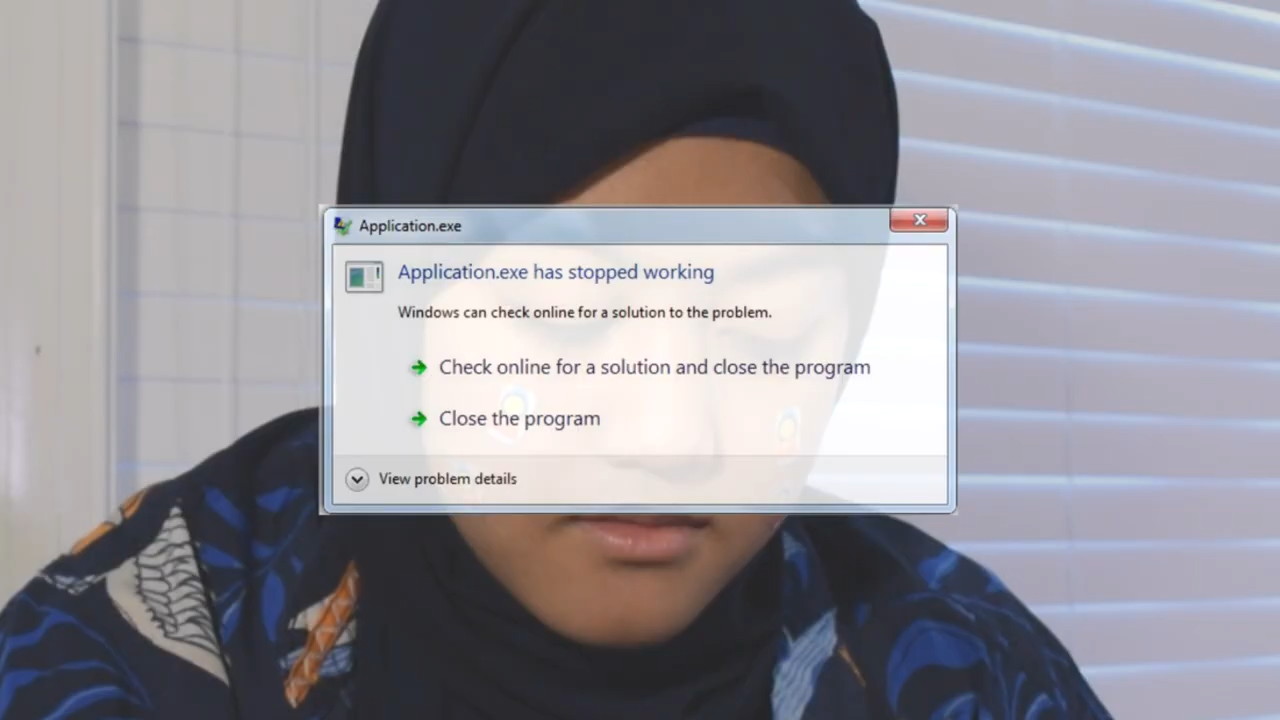 Application.exe
Application.exe has stopped working
Windows can check online for a solution to the problem.
Check online for a solution and close the program
Close the program
View problem details